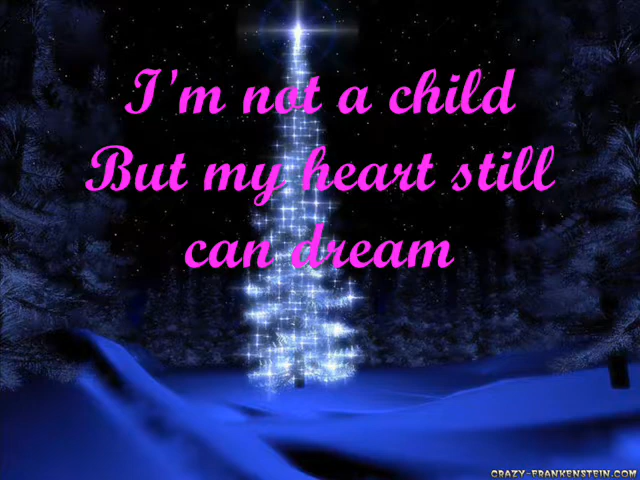 I'm not a child
But my heart still
can dream
CRAZY-FRANKENSTEIN.COM